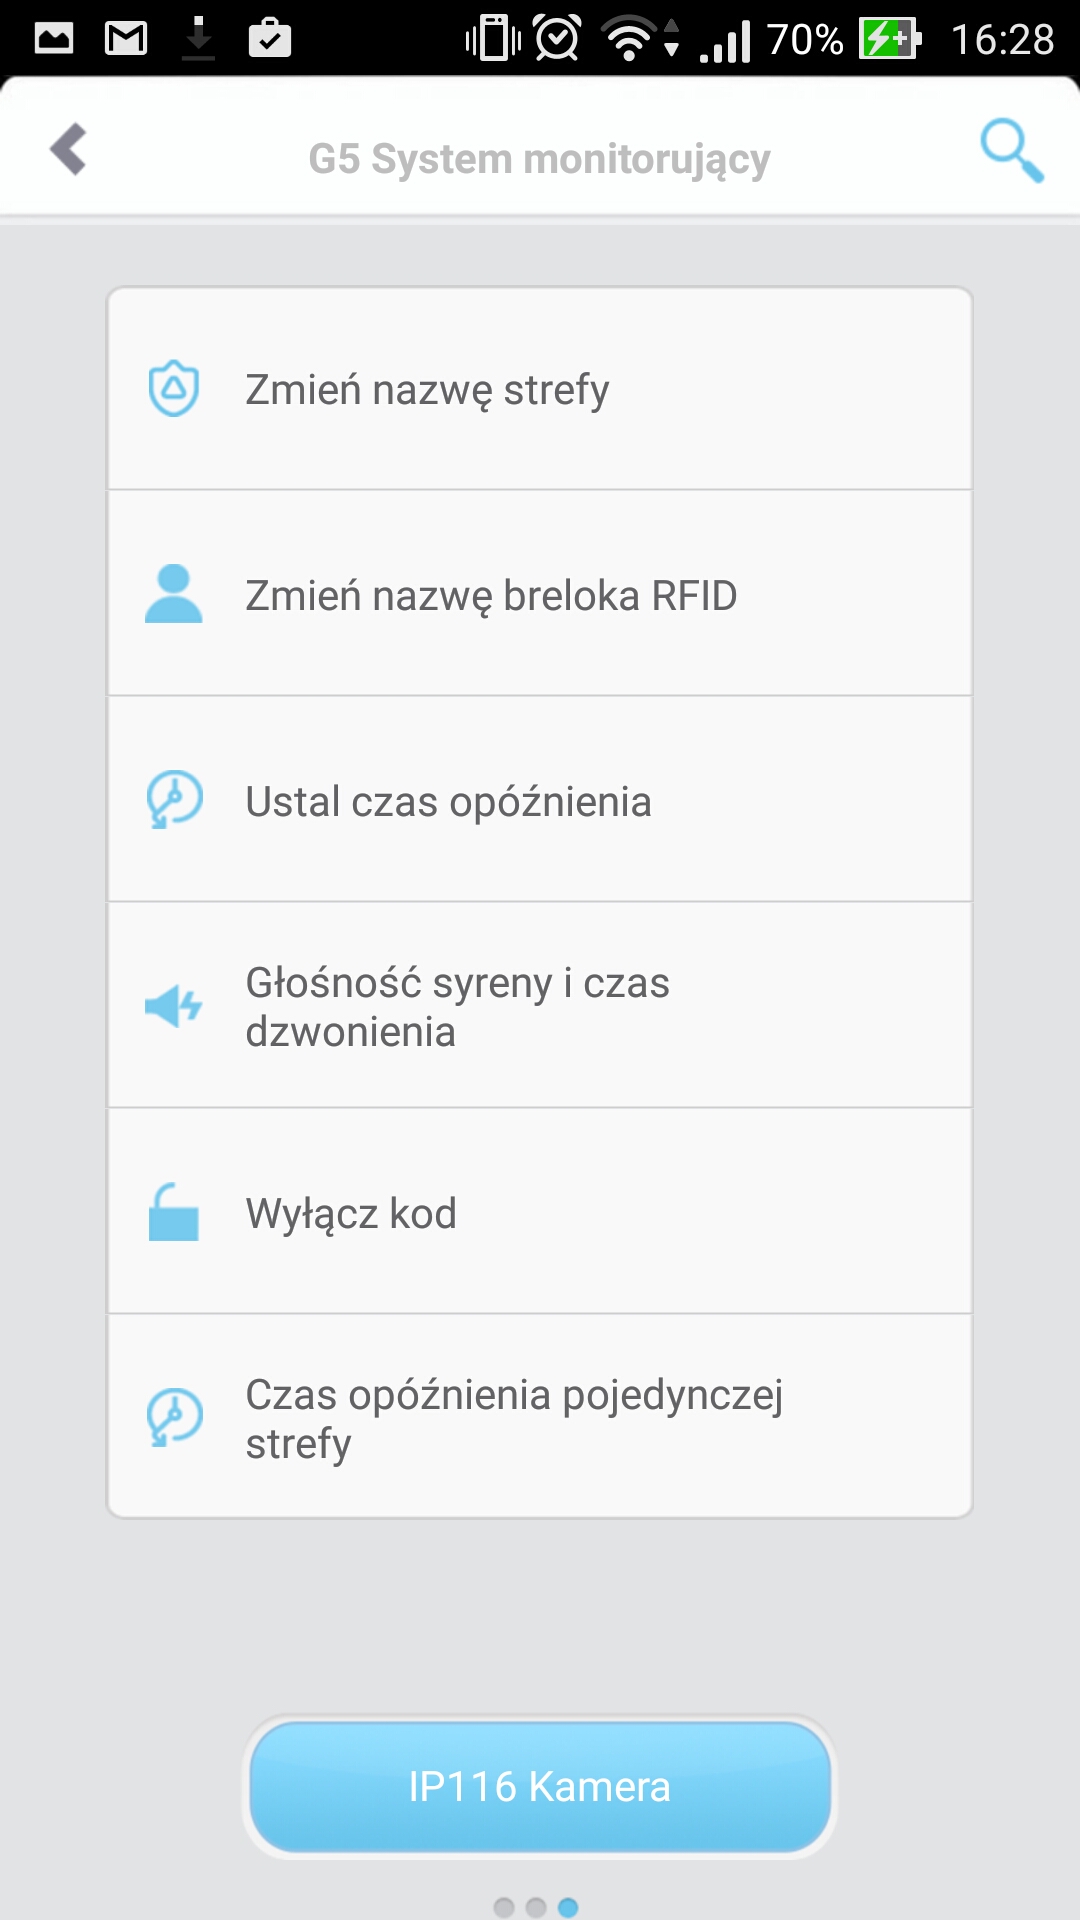 70% 16:28
G5 System monitorujący
Zmień nazwę strefy
Zmień nazwę breloka RFID
Ustal czas opóźnienia
Głośność syreny i czas
dzwonienia
Wyłącz kod
Czas opóźnienia pojedynczej
strefy
IP116 Kamera